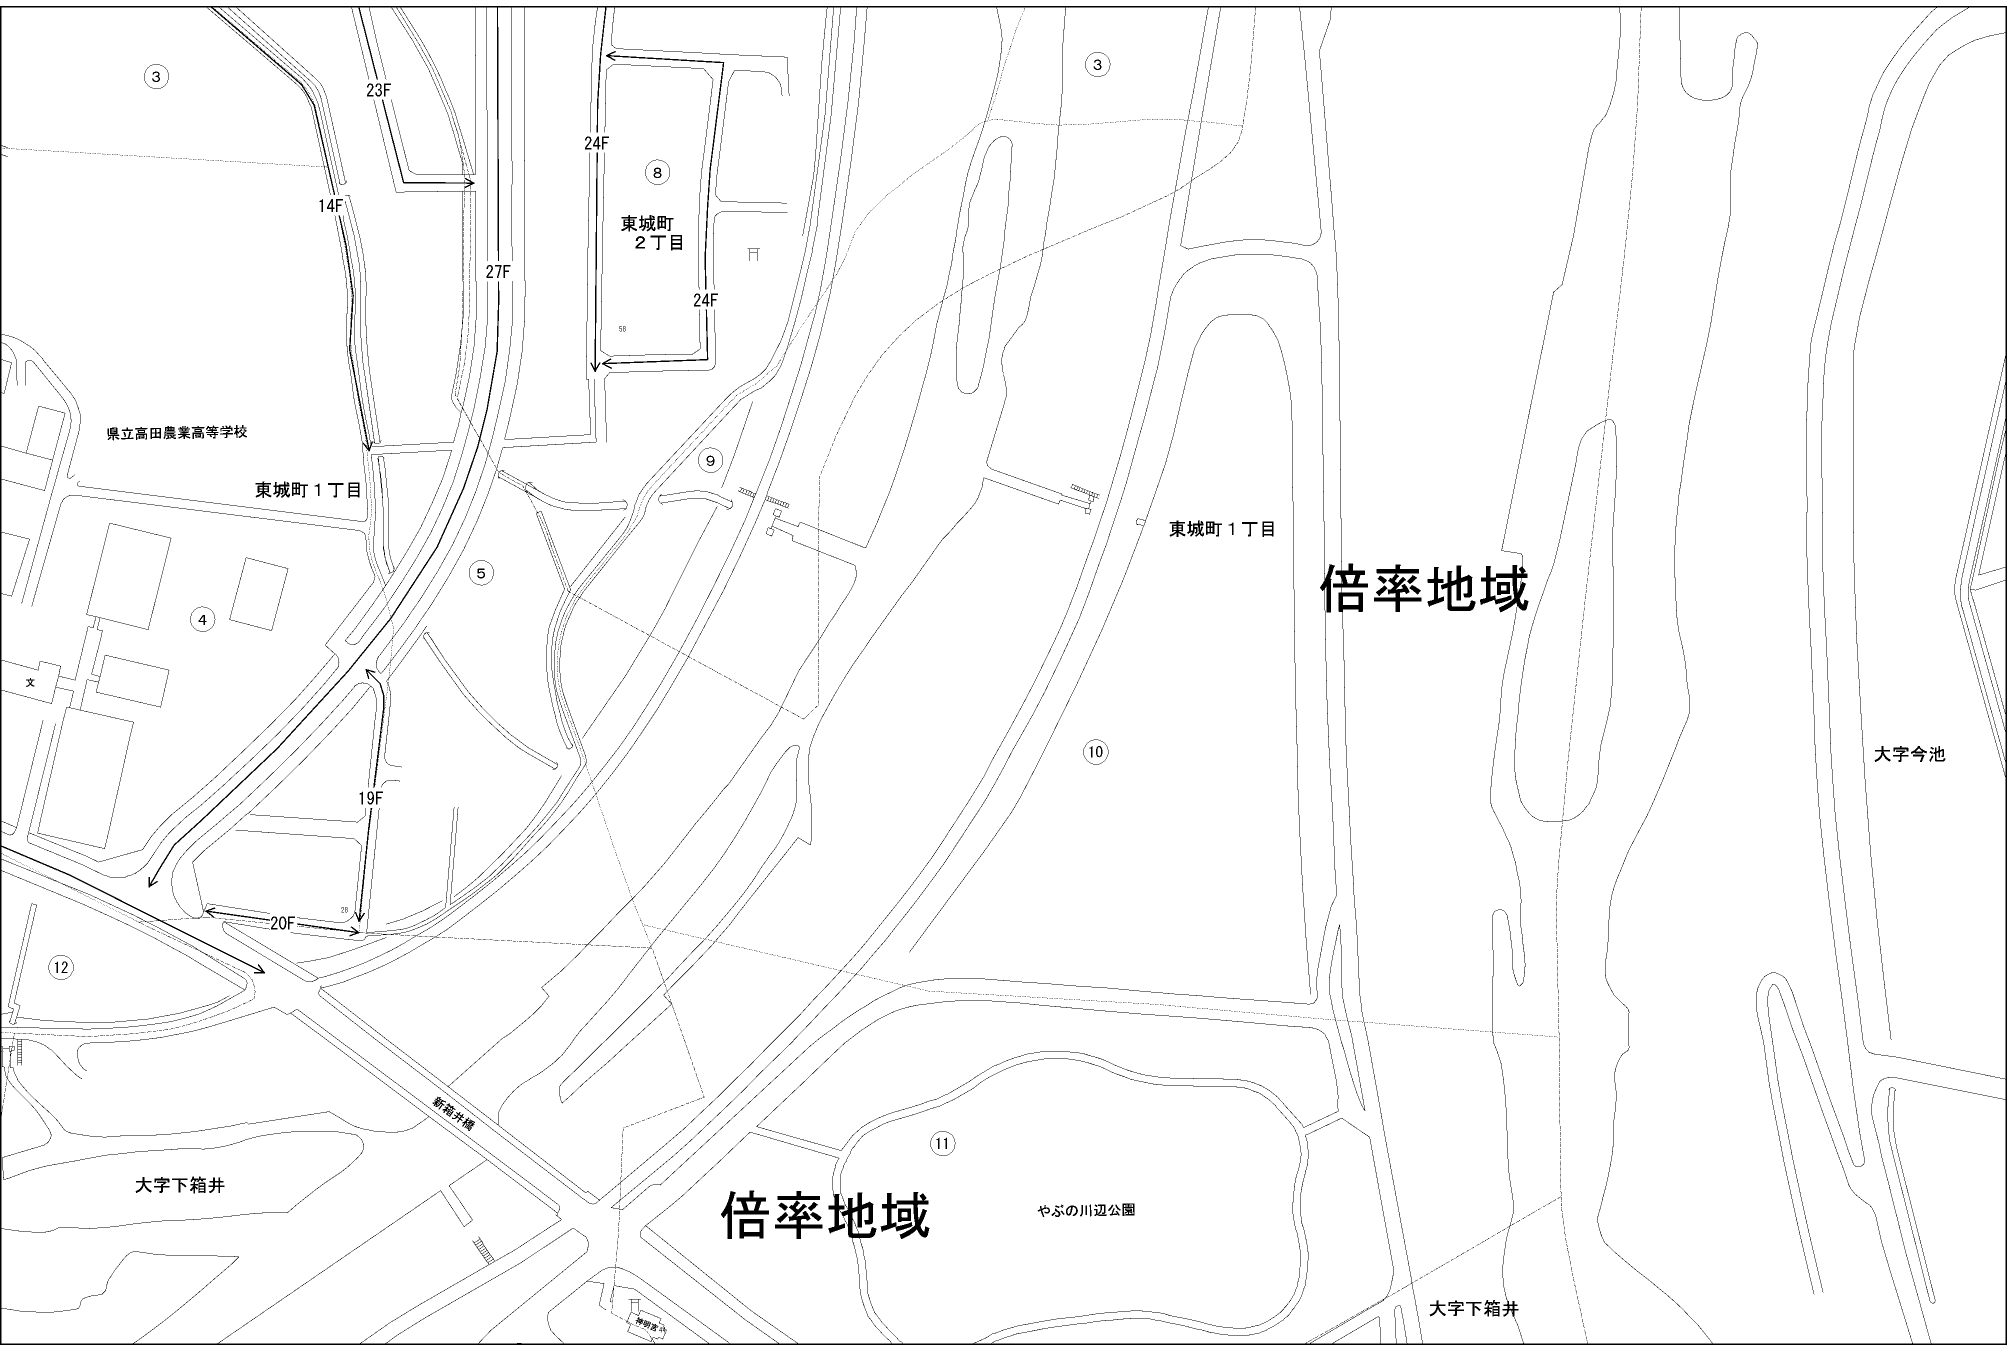 ③
③
23F
24F
⑧
14F
東城町
２丁目
27F
24F
58
県立高田農業高等学校
⑨
東城町１丁目
東城町１丁目
⑤
倍率地域
④
文
⑩
大字今池
19F
28
20F
⑫
新箱井橋
⑪
大字下箱井
倍率地域
やぶの川辺公園
大字下箱井
神明宮